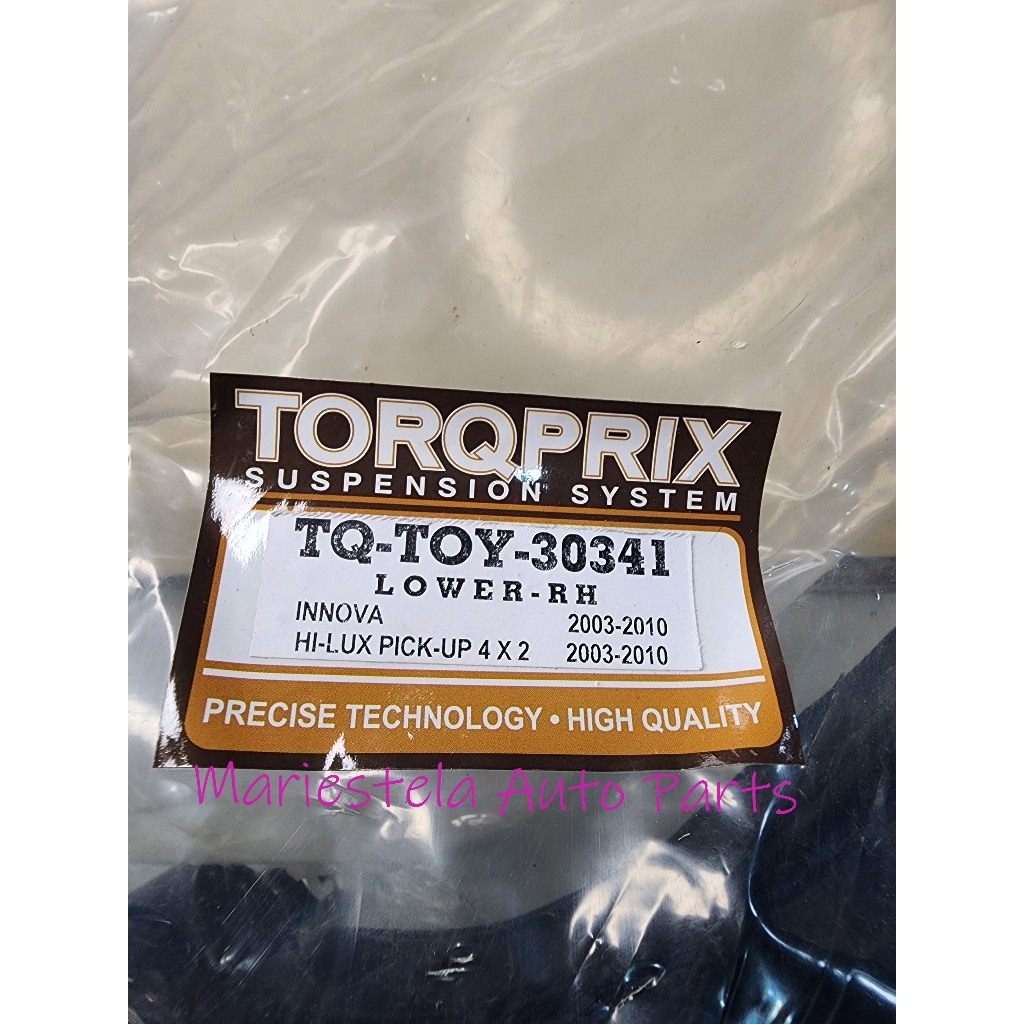 TORQPRIX
SUSPENSION SYSTEM
TQ-TOY-30341
LOWER-RH
INNOVA 2003-2010
HI-LUX PICK-UP 4 X 2 2003-2010
PRECISE TECHNOLOGY • HIGH QUALITY
Mariestela Auto Parts